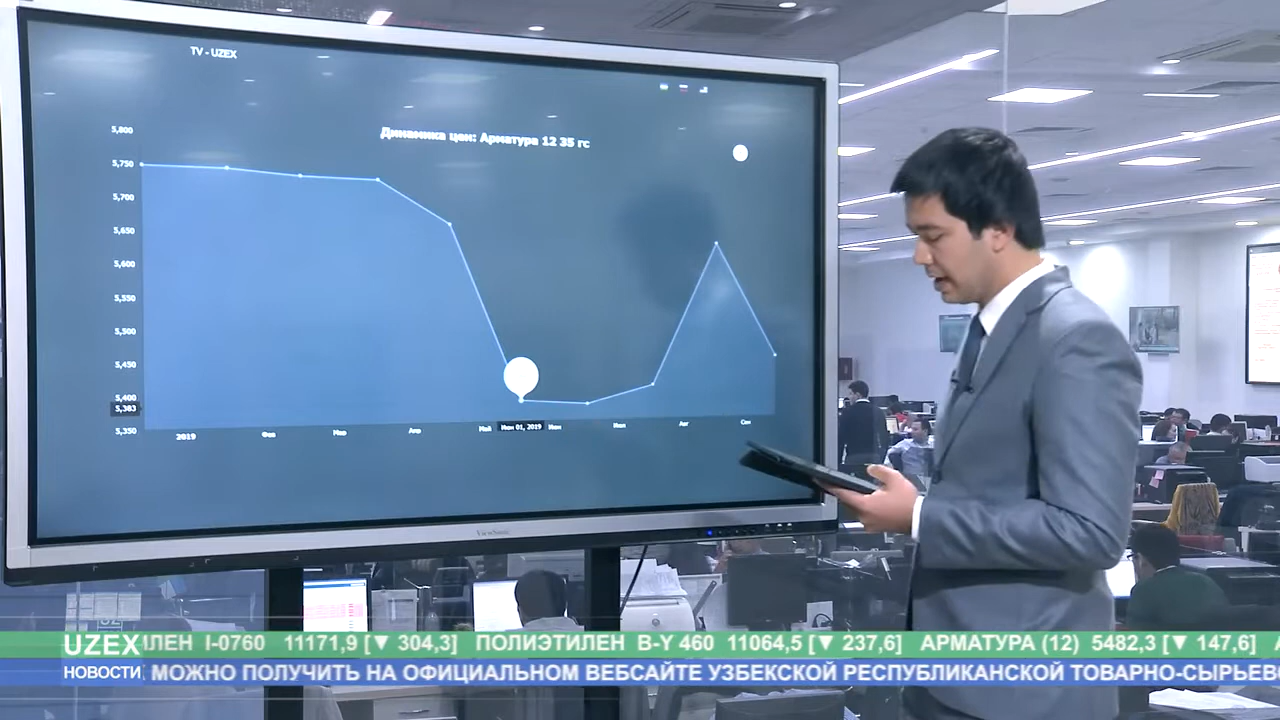 TV - UZEX
Динамика цен: Арматура 12 35 гс
5,800
5,750
5,700
5,650
5,600
5,550
5,500
5,450
5,400
5,383
5,350
2019 Фев Мар Апр Май Июн 01, 2019 Июн Июл Авг Сен
ViewSonic
UZEX ИЛЕН I-0760 11171,9 [▼ 304,3] ПОЛИЭТИЛЕН B-Y 460 11064,5 [▼ 237,6] АРМАТУРА (12) 5482,3 [▼ 147,6]
НОВОСТИ МОЖНО ПОЛУЧИТЬ НА ОФИЦИАЛЬНОМ ВЕБСАЙТЕ УЗБЕКСКОЙ РЕСПУБЛИКАНСКОЙ ТОВАРНО-СЫРЬЕВ